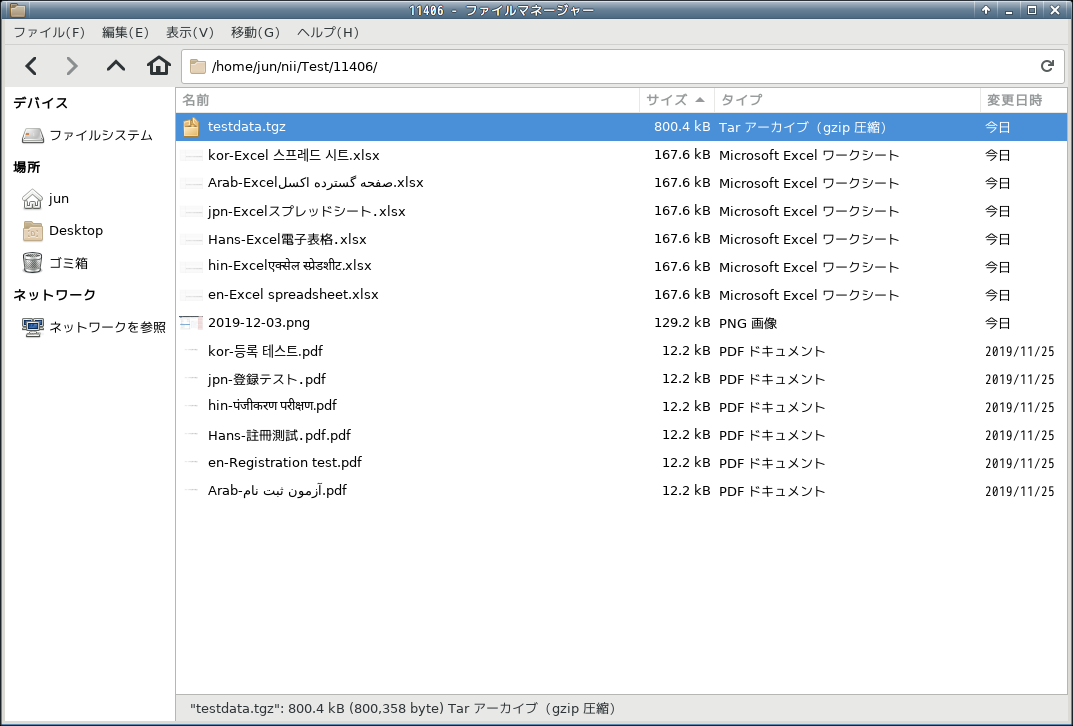 11406 - ファイルマネージャー
ファイル(F) 編集(E) 表示(V) 移動(G) ヘルプ(H)
/home/jun/nii/Test/11406/
デバイス
ファイルシステム
場所
jun
Desktop
ゴミ箱
ネットワーク
ネットワークを参照
名前 サイズ タイプ 変更日時
testdata.tgz 800.4 kB Tar アーカイブ（gzip 圧縮） 今日
kor-Excel 스프레드 시트.xlsx 167.6 kB Microsoft Excel ワークシート 今日
Arab-Excelصفحه گسترده اکسل.xlsx 167.6 kB Microsoft Excel ワークシート 今日
jpn-Excelスプレッドシート.xlsx 167.6 kB Microsoft Excel ワークシート 今日
Hans-Excel電子表格.xlsx 167.6 kB Microsoft Excel ワークシート 今日
hin-Excelएक्सेल स्प्रेडशीट.xlsx 167.6 kB Microsoft Excel ワークシート 今日
en-Excel spreadsheet.xlsx 167.6 kB Microsoft Excel ワークシート 今日
2019-12-03.png 129.2 kB PNG 画像 今日
kor-등록 테스트.pdf 12.2 kB PDF ドキュメント 2019/11/25
jpn-登録テスト.pdf 12.2 kB PDF ドキュメント 2019/11/25
hin-पंजीकरण परीक्षण.pdf 12.2 kB PDF ドキュメント 2019/11/25
Hans-註冊測試.pdf.pdf 12.2 kB PDF ドキュメント 2019/11/25
en-Registration test.pdf 12.2 kB PDF ドキュメント 2019/11/25
Arab-آزمون ثبت نام.pdf 12.2 kB PDF ドキュメント 2019/11/25
"testdata.tgz": 800.4 kB (800,358 byte) Tar アーカイブ（gzip 圧縮）